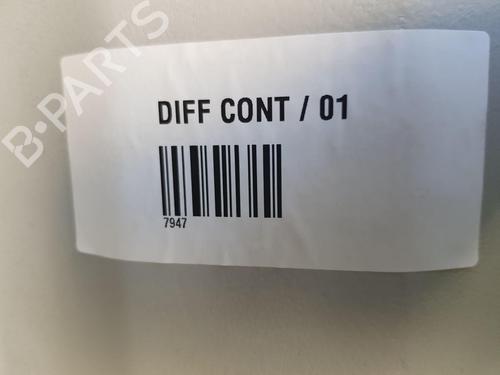 B-PARTS
DIFF CONT / 01
7947